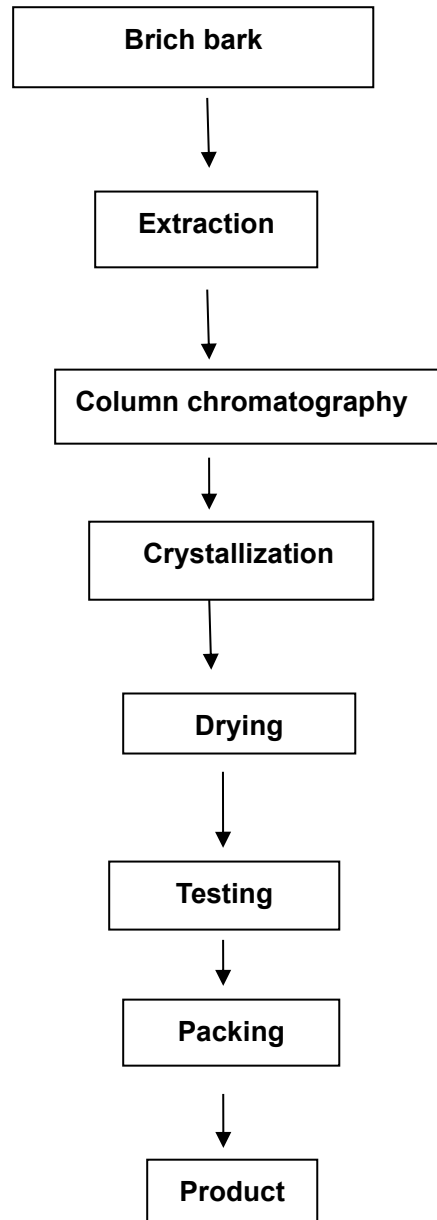 Brich bark
Extraction
Column chromatography
Crystallization
Drying
Testing
Packing
Product